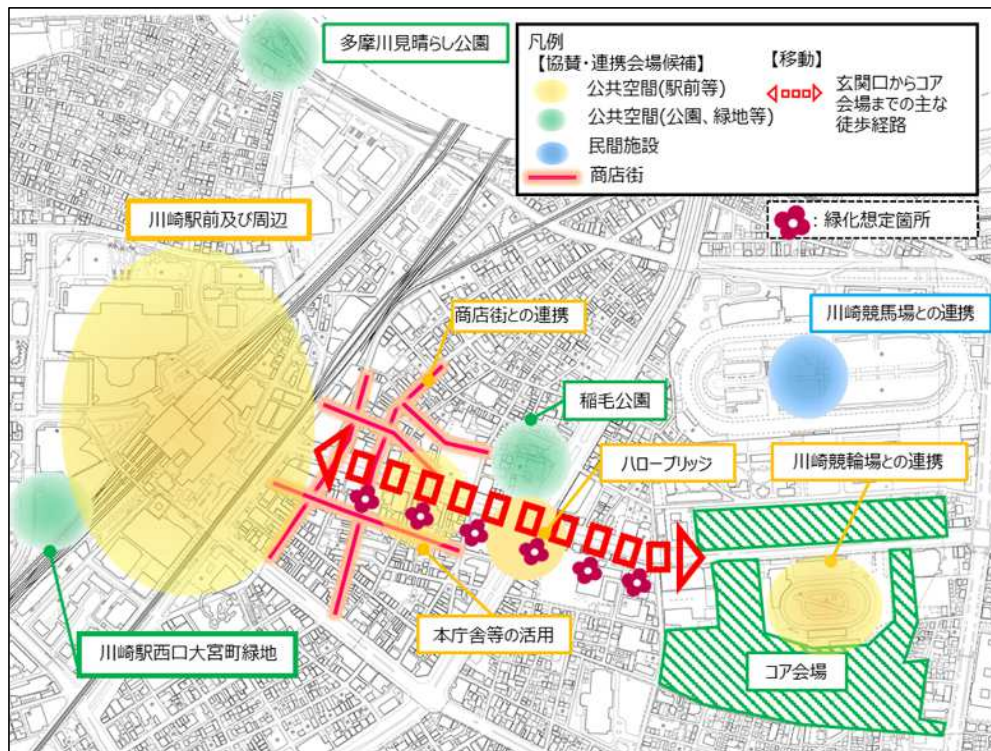 多摩川見晴らし公園
凡例
【協賛・連携会場候補】
【移動】
公共空間(駅前等)
公共空間(公園、緑地等)
民間施設
商店街
玄関口からコア
会場までの主な
徒歩経路
：緑化想定箇所
川崎駅前及び周辺
商店街との連携
川崎競馬場との連携
稲毛公園
ハローブリッジ
川崎競輪場との連携
本庁舎等の活用
川崎駅西口大宮町緑地
コア会場